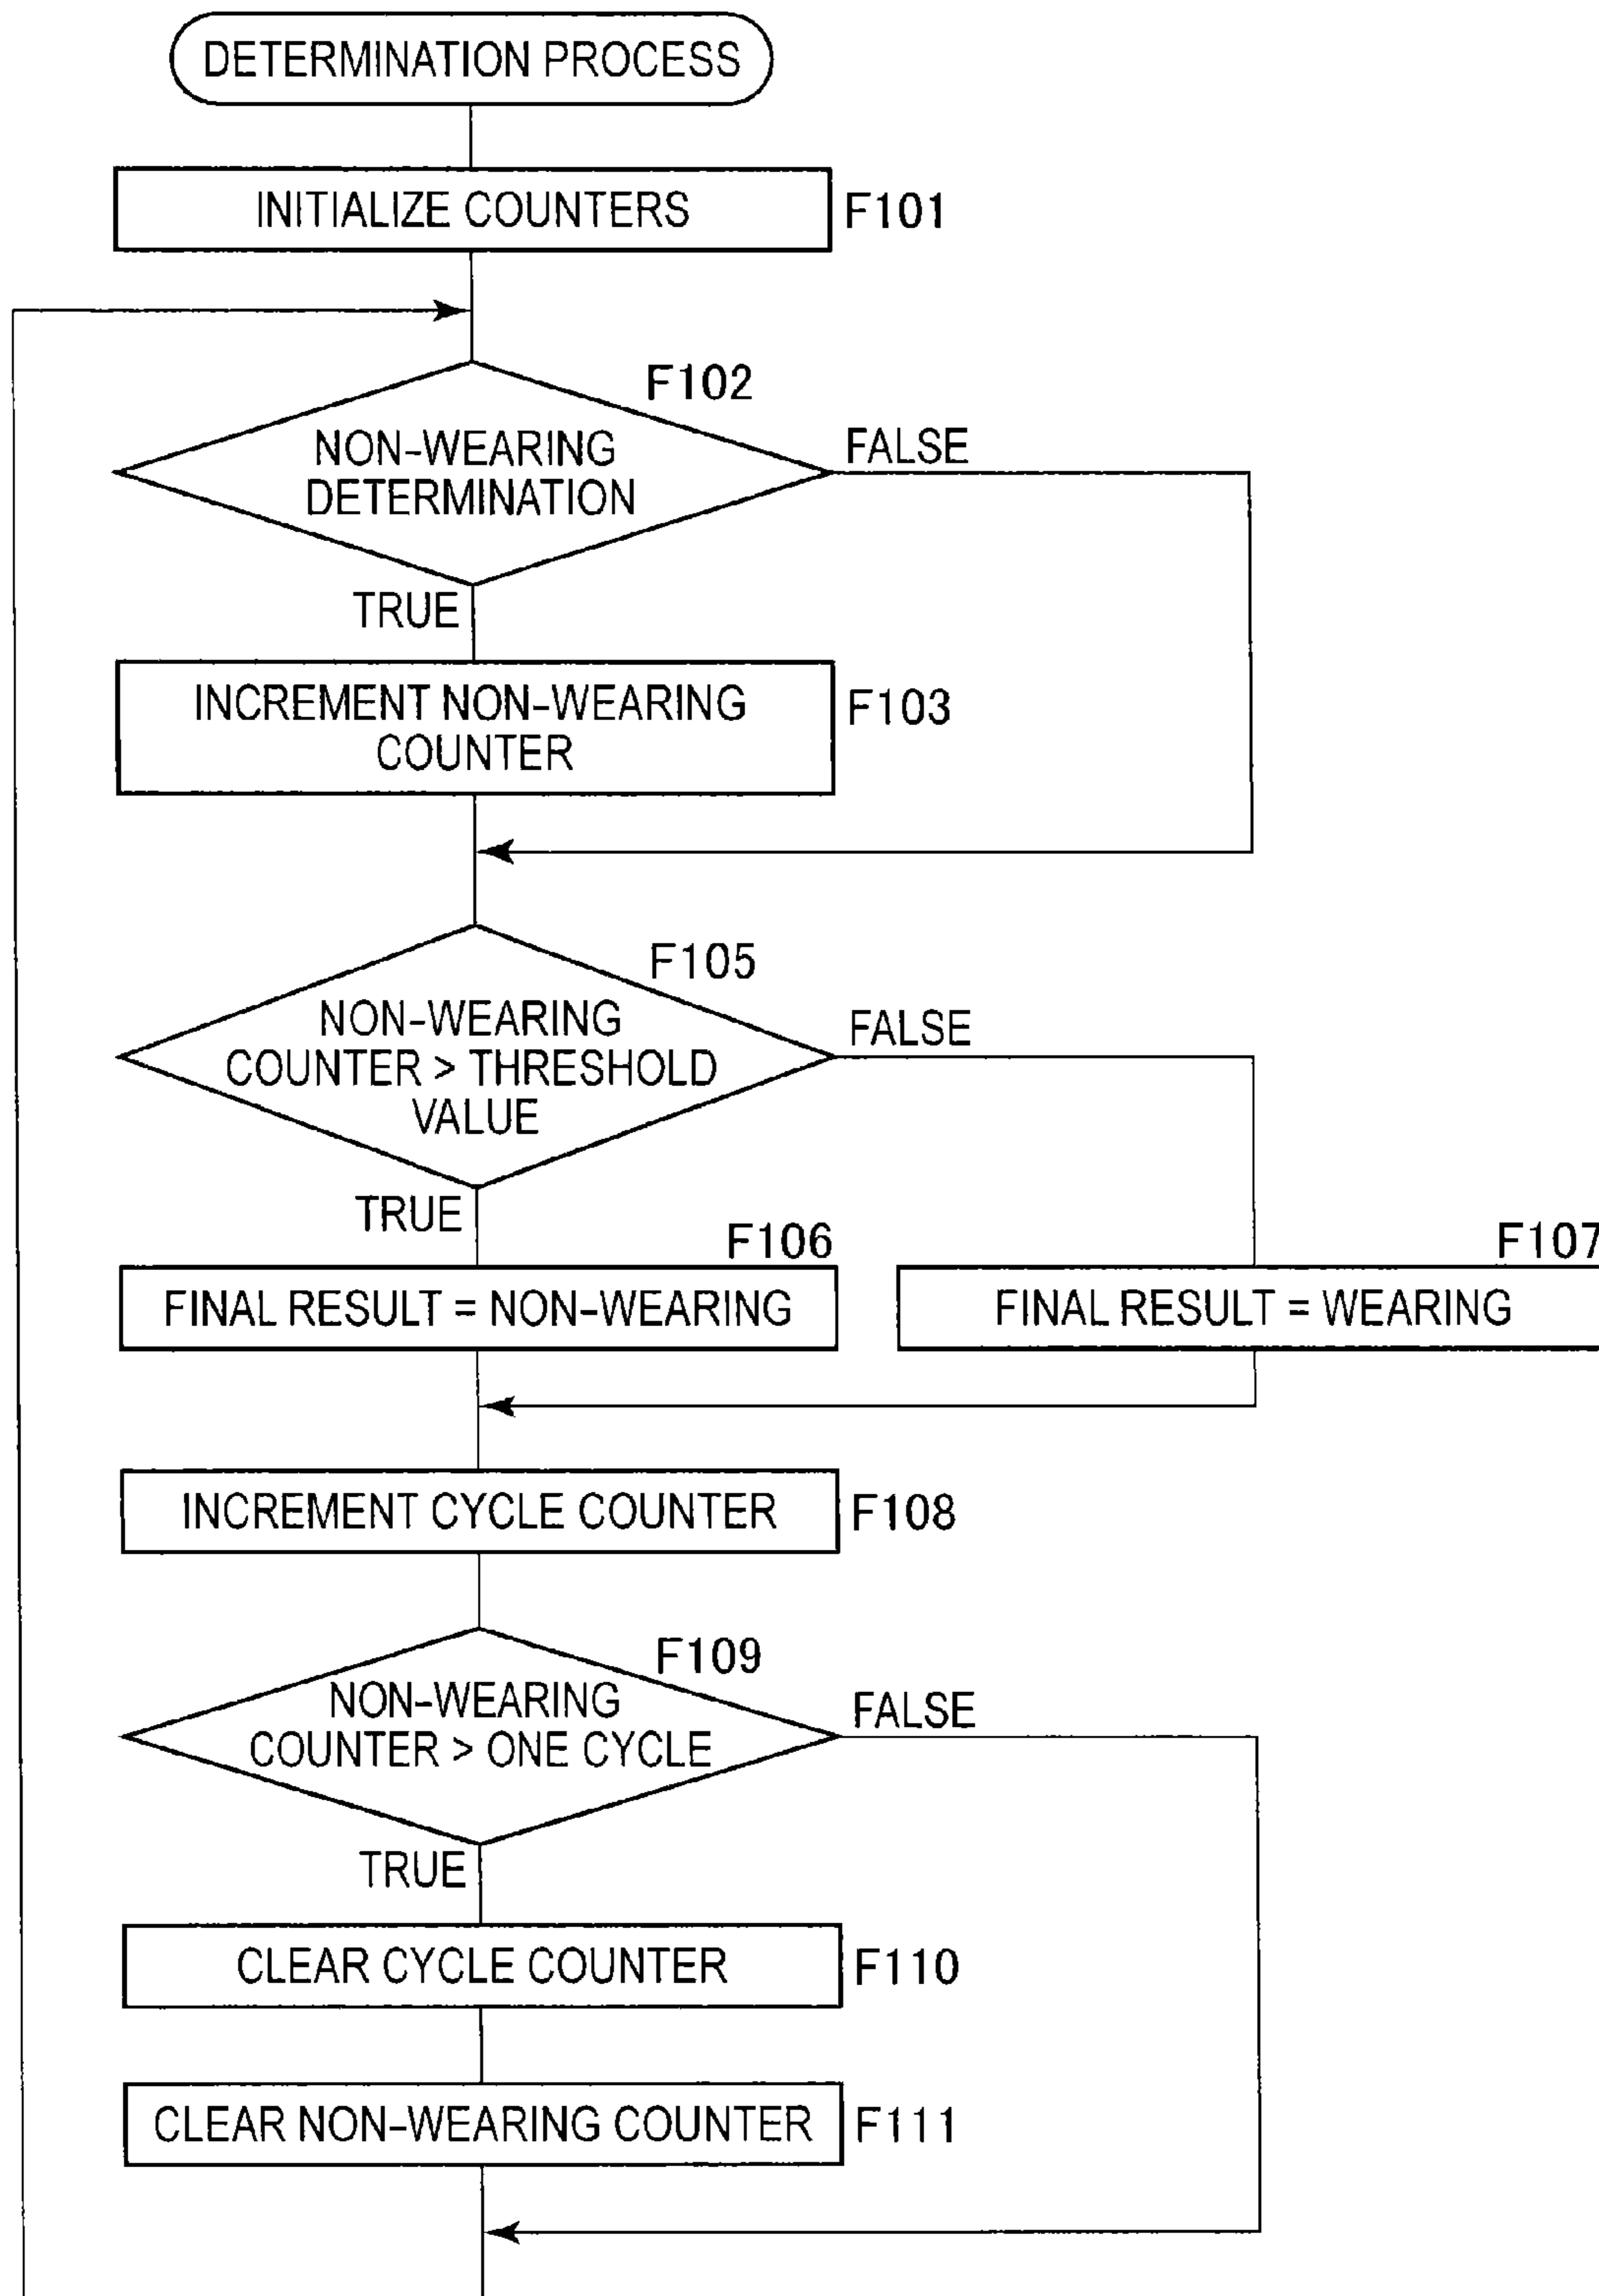 DETERMINATION PROCESS
INITIALIZE COUNTERS
F101
F102
NON-WEARING
DETERMINATION
FALSE
TRUE
INCREMENT NON-WEARING
COUNTER
F103
F105
NON-WEARING
COUNTER > THRESHOLD
VALUE
FALSE
TRUE
F106
FINAL RESULT = NON-WEARING
F107
FINAL RESULT = WEARING
INCREMENT CYCLE COUNTER
F108
F109
NON-WEARING
COUNTER > ONE CYCLE
FALSE
TRUE
CLEAR CYCLE COUNTER
F110
CLEAR NON-WEARING COUNTER
F111